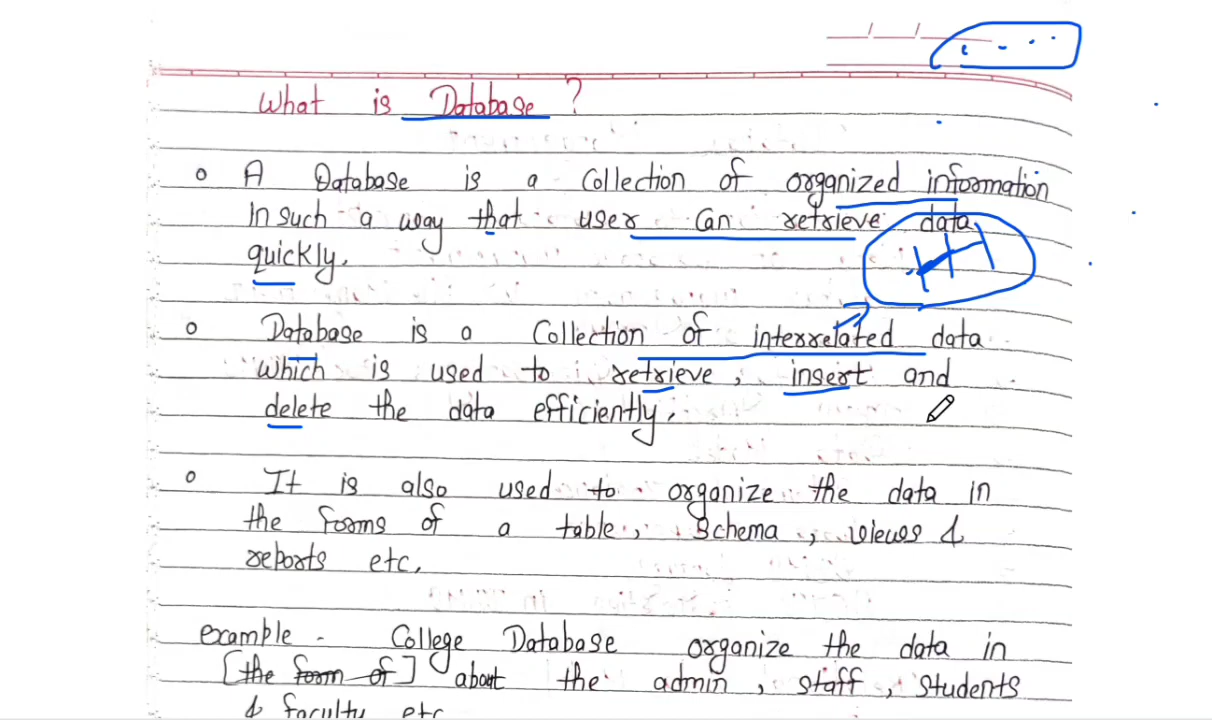 What is Database ?
A Database is a Collection of organized information
in such a way that user can retrieve data
quickly.
Database is a Collection of interrelated data
which is used to retrieve, insert and
delete the data efficiently.
It is also used to organize the data in
the forms of a table, Schema, views &
reports etc.
example - College Database organize the data in
[the form of] about the admin, staff, students
& faculty etc